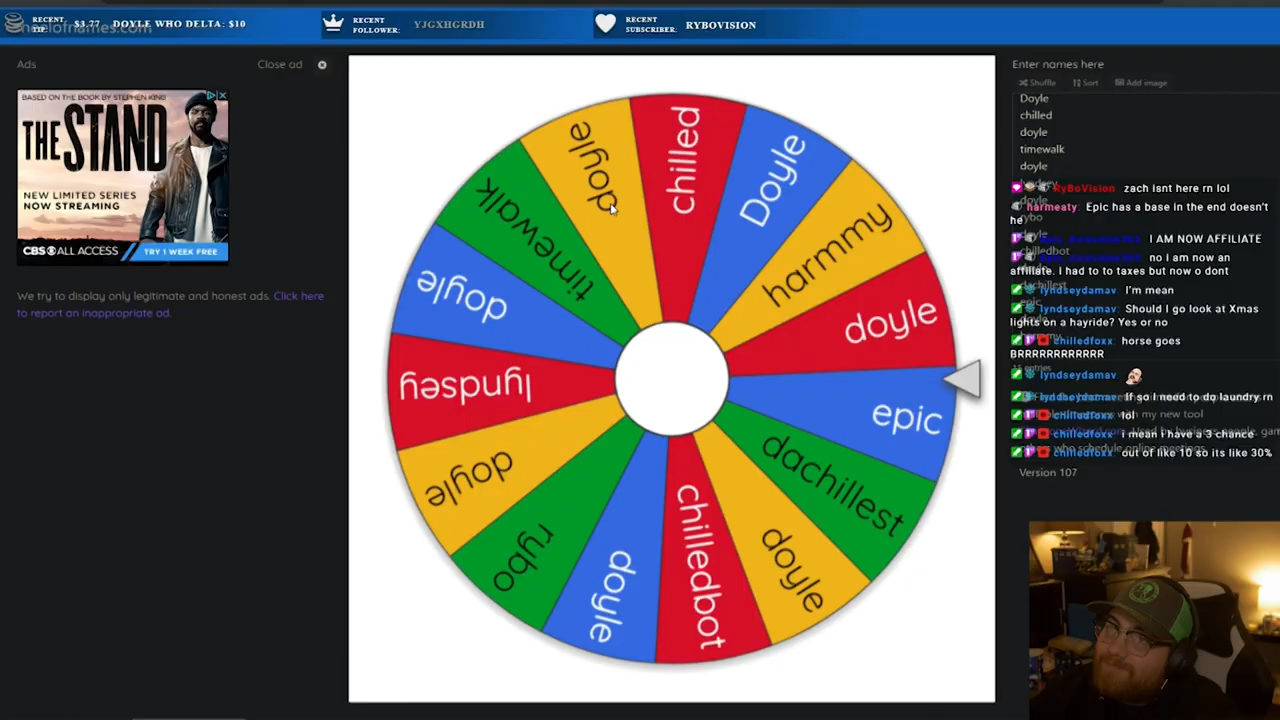 RECENT TIP: $3.77 DOYLE WHO DELTA: $10
RECENT FOLLOWER: YJGXHGRDH
RECENT SUBSCRIBER: RYBOVISION
Ads
Close ad
BASED ON THE BOOK BY STEPHEN KING
THE STAND
NEW LIMITED SERIES
NOW STREAMING
CBS ALL ACCESS
TRY 1 WEEK FREE
We try to display only legitimate and honest ads. Click here
to report an inappropriate ad.
chilled
Doyle
harmmy
doyle
epic
dachillest
doyle
chilledbot
doyle
rybo
doyle
lyndsey
doyle
timewalk
doyle
Enter names here
Shuffle Sort Add image
Doyle
chilled
doyle
timewalk
doyle
RyBoVision zach isnt here rn lol
harmeaty: Epic has a base in the end doesn't
he
I AM NOW AFFILIATE
no i am now an
affiliate. i had to to taxes but now o dont
lyndseydamav: I'm mean
lyndseydamav: Should I go look at Xmas
lights on a hayride? Yes or no
chilledfoxx: horse goes
BRRRRRRRRRRR
lyndseydamav:
lyndseydamav: If so I need to do laundry rn
chilledfoxx: lol
chilledfoxx: i mean i have a 3 chance
chilledfoxx: out of like 10 so its like 30%
Version 107